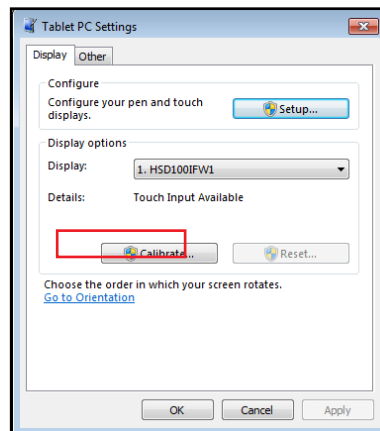 Tablet PC Settings
Display Other
Configure
Configure your pen and touch
displays.
Setup...
Display options
Display: 1. HSD100IFW1
Details: Touch Input Available
Calibrate... Reset...
Choose the order in which your screen rotates.
Go to Orientation
OK Cancel Apply